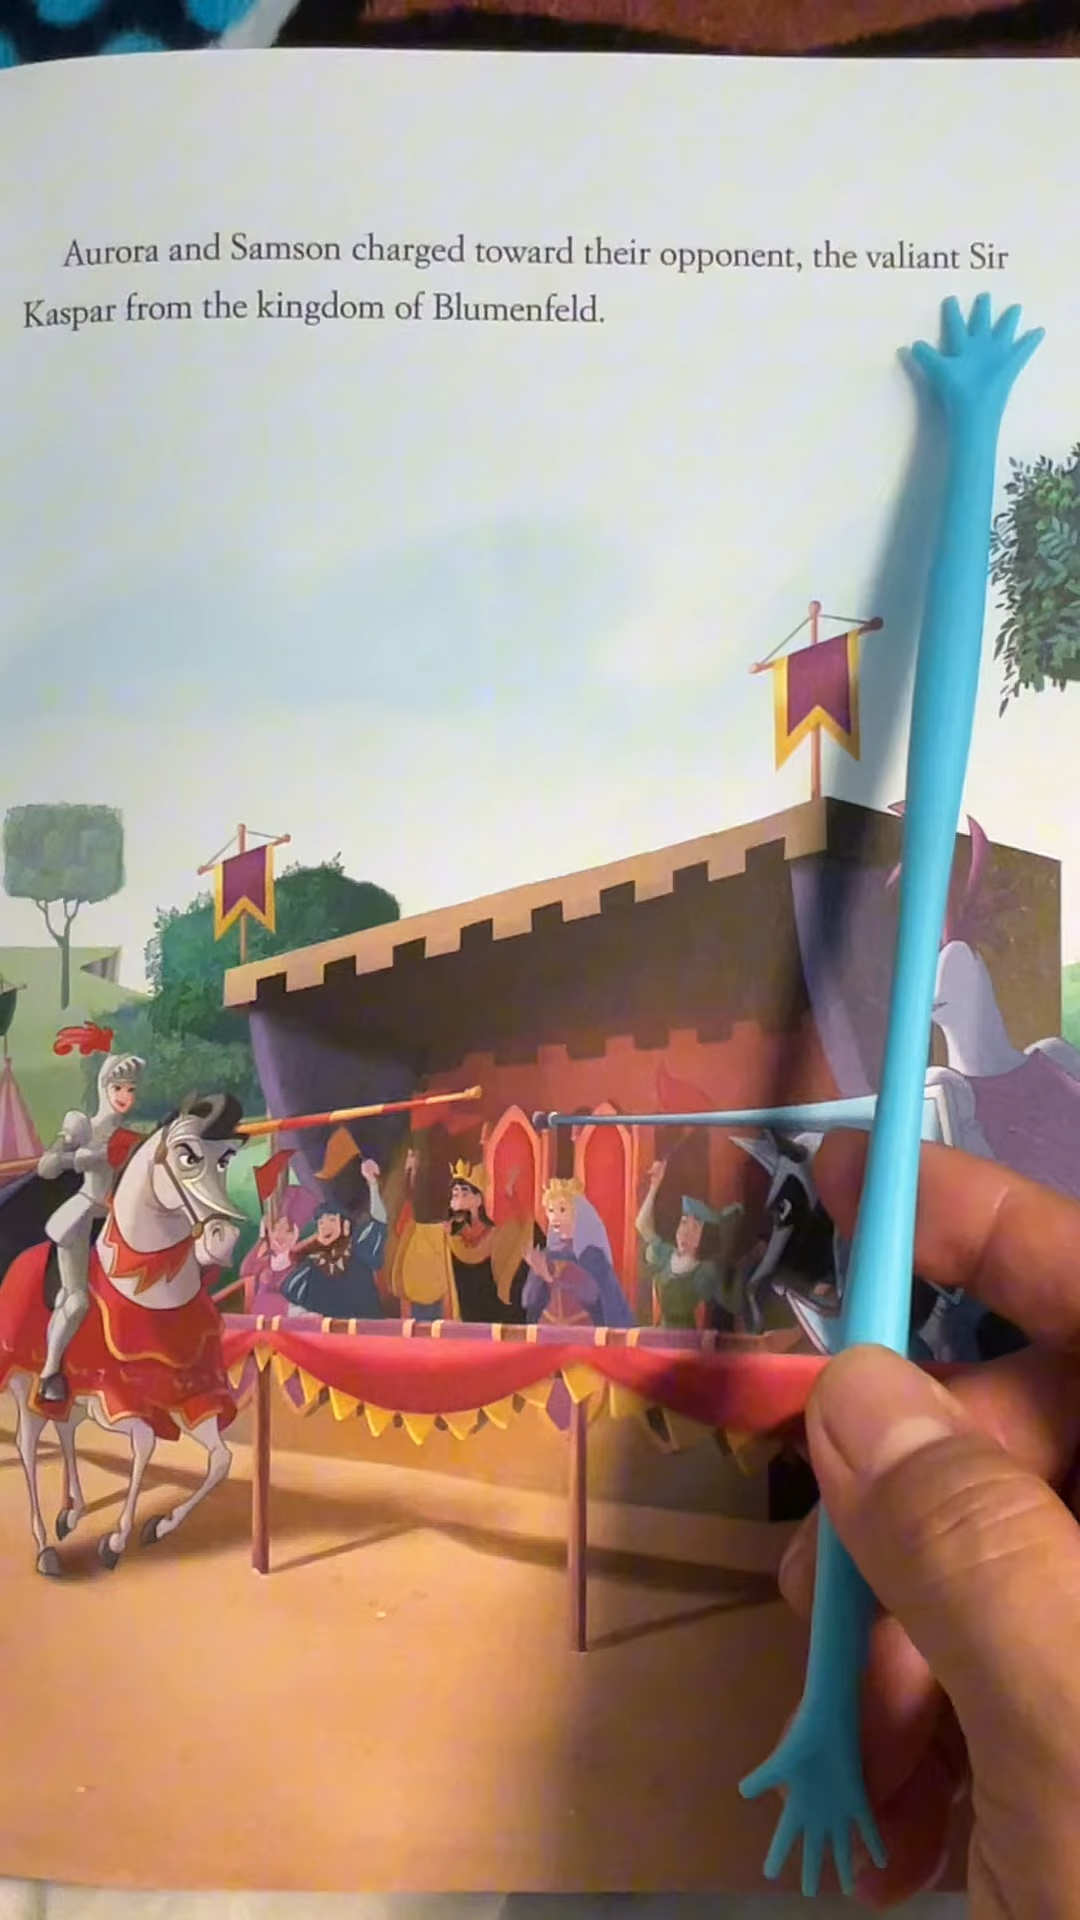 Aurora and Samson charged toward their opponent, the valiant Sir
Kaspar from the kingdom of Blumenfeld.